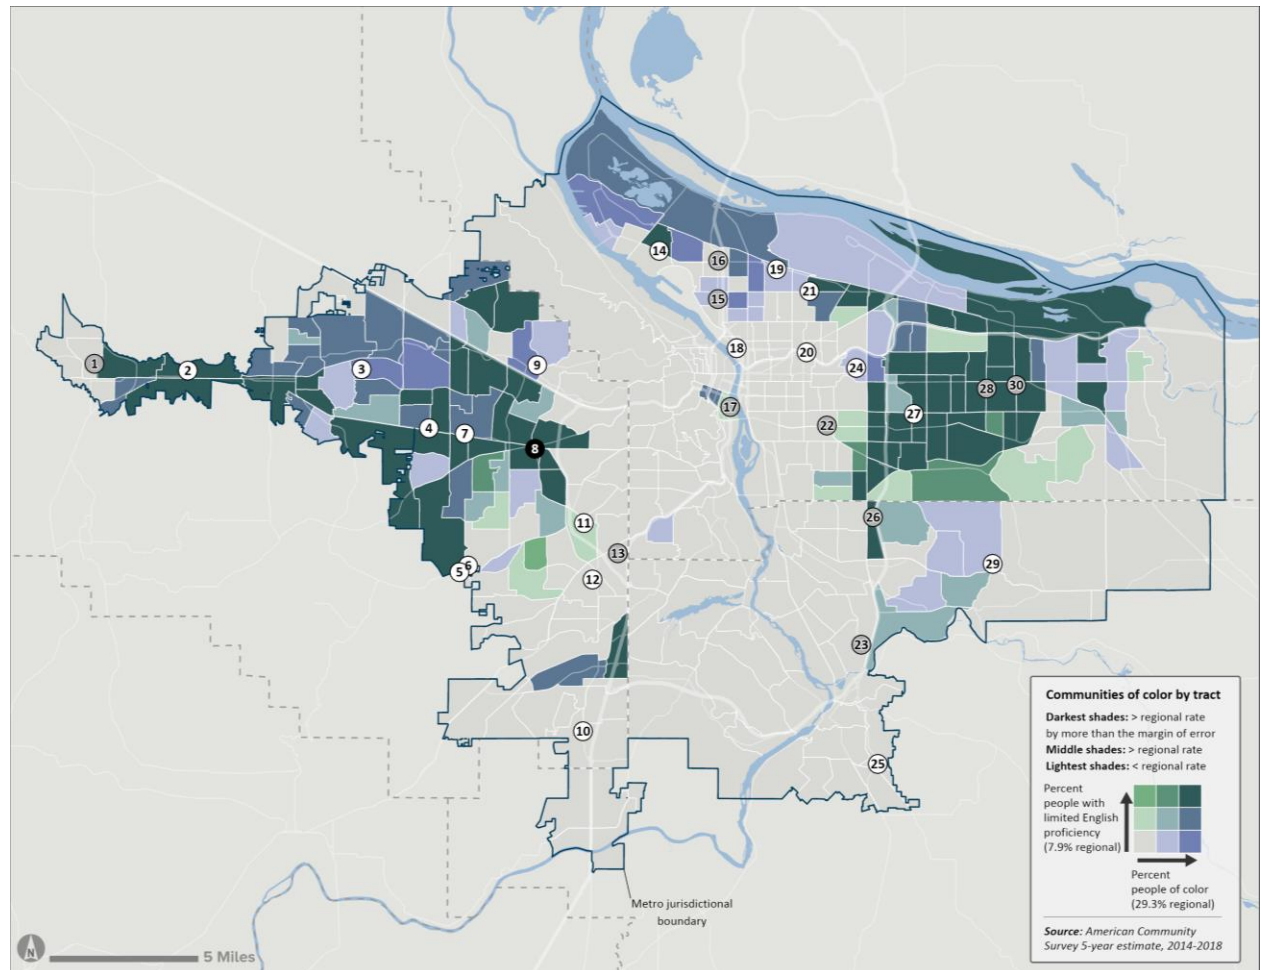 14
16
19
15
21
18
20
9
24
1
2
3
28
30
17
27
4
7
22
8
26
11
13
6
5
12
29
23
10
25
Communities of color by tract
Darkest shades: > regional rate
by more than the margin of error
Middle shades: > regional rate
Lightest shades: < regional rate
Percent
people with
limited English
proficiency
(7.9% regional)
Percent
people of color
(29.3% regional)
Source: American Community
Survey 5-year estimate, 2014-2018
Metro jurisdictional
boundary
N
5 Miles